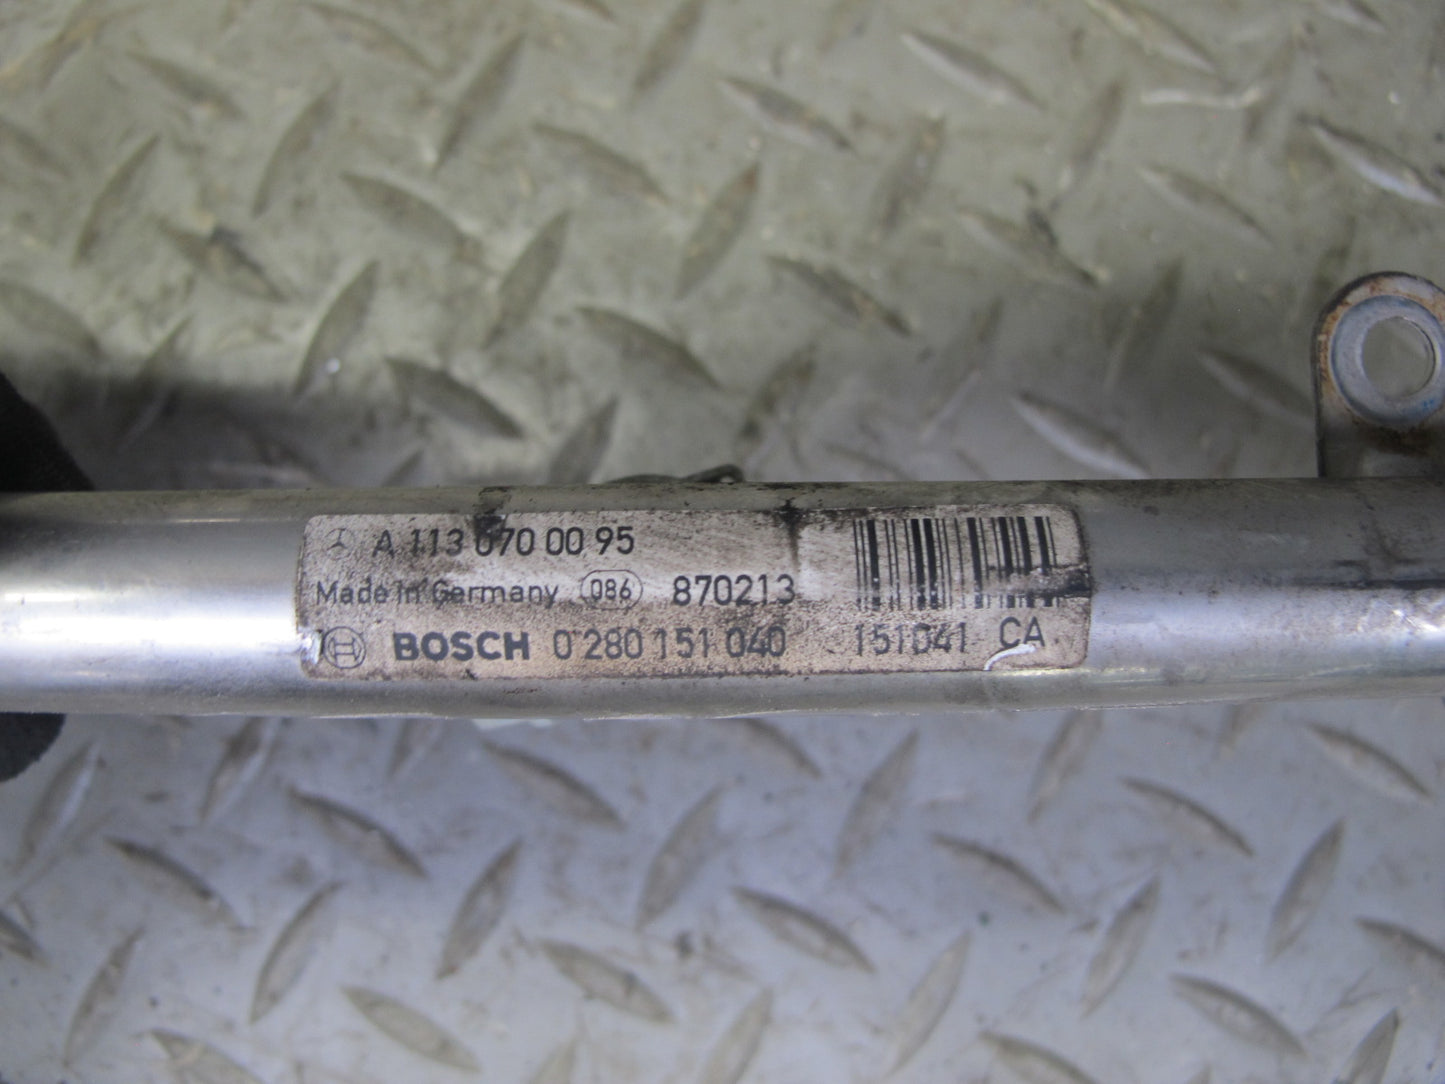 A 113 070 00 95
Made in Germany 086 870213
BOSCH 0 280 151 040 151041 CA